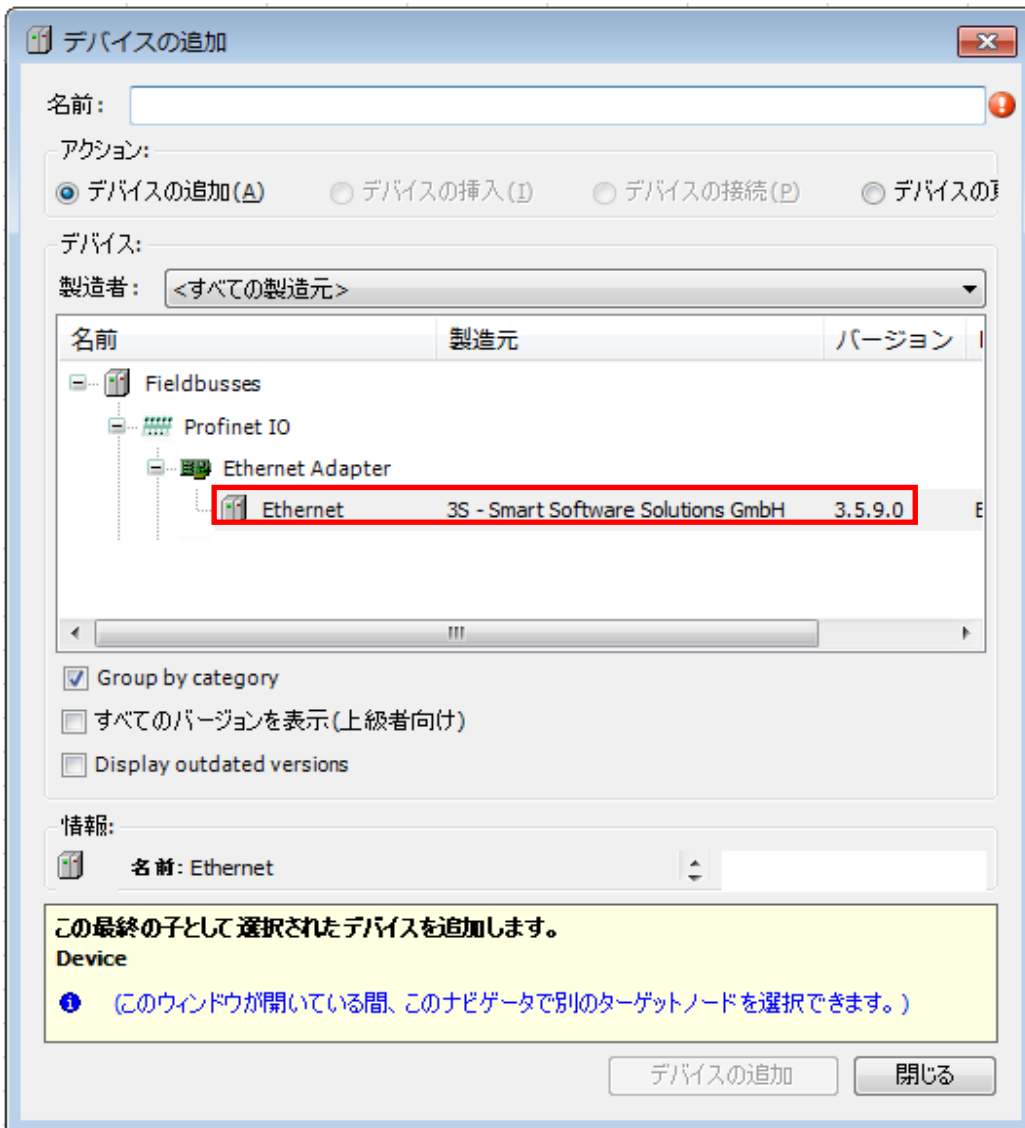 デバイスの追加
名前:
アクション:
デバイスの追加(A) デバイスの挿入(I) デバイスの接続(P) デバイスの
デバイス:
製造者: <すべての製造元>
名前 製造元 バージョン
Fieldbusses
Profinet IO
Ethernet Adapter
Ethernet 3S - Smart Software Solutions GmbH 3.5.9.0 E
Group by category
すべてのバージョンを表示(上級者向け)
Display outdated versions
情報:
名前: Ethernet
この最終の子として選択されたデバイスを追加します。
Device
(このウィンドウが開いている間、このナビゲータで別のターゲットノードを選択できます。)
デバイスの追加 閉じる